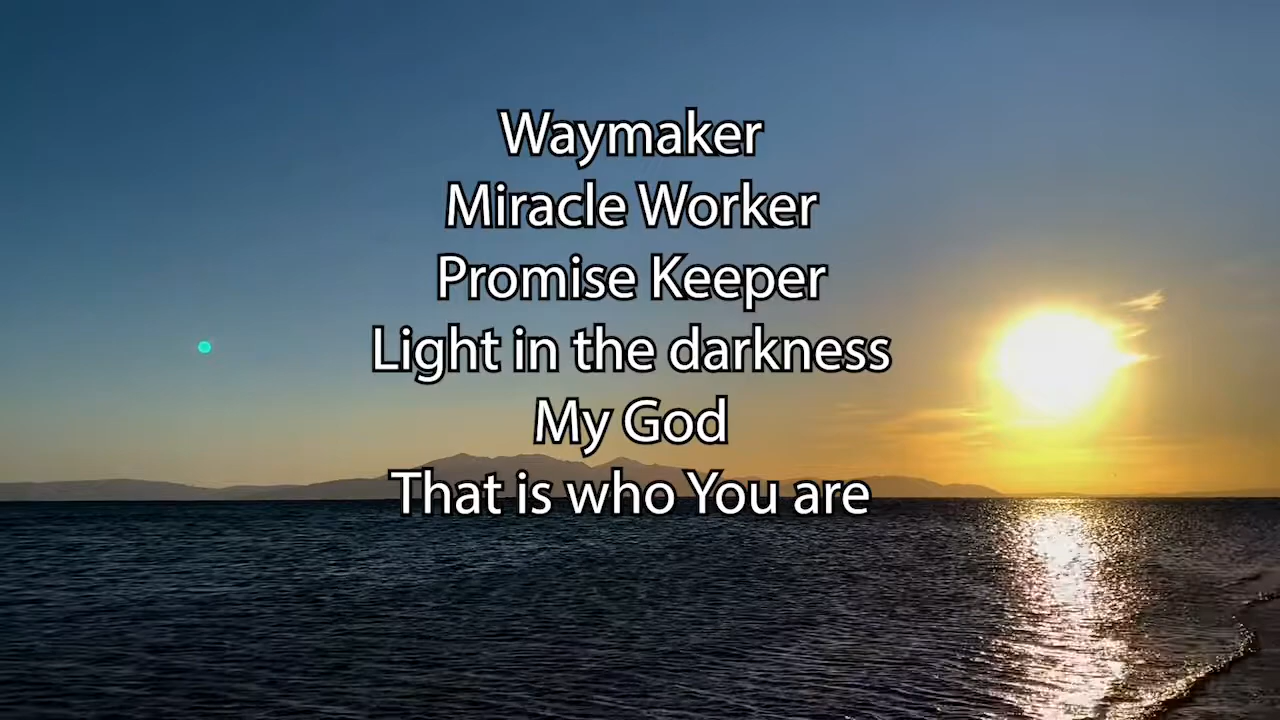 Waymaker
Miracle Worker
Promise Keeper
Light in the darkness
My God
That is who You are